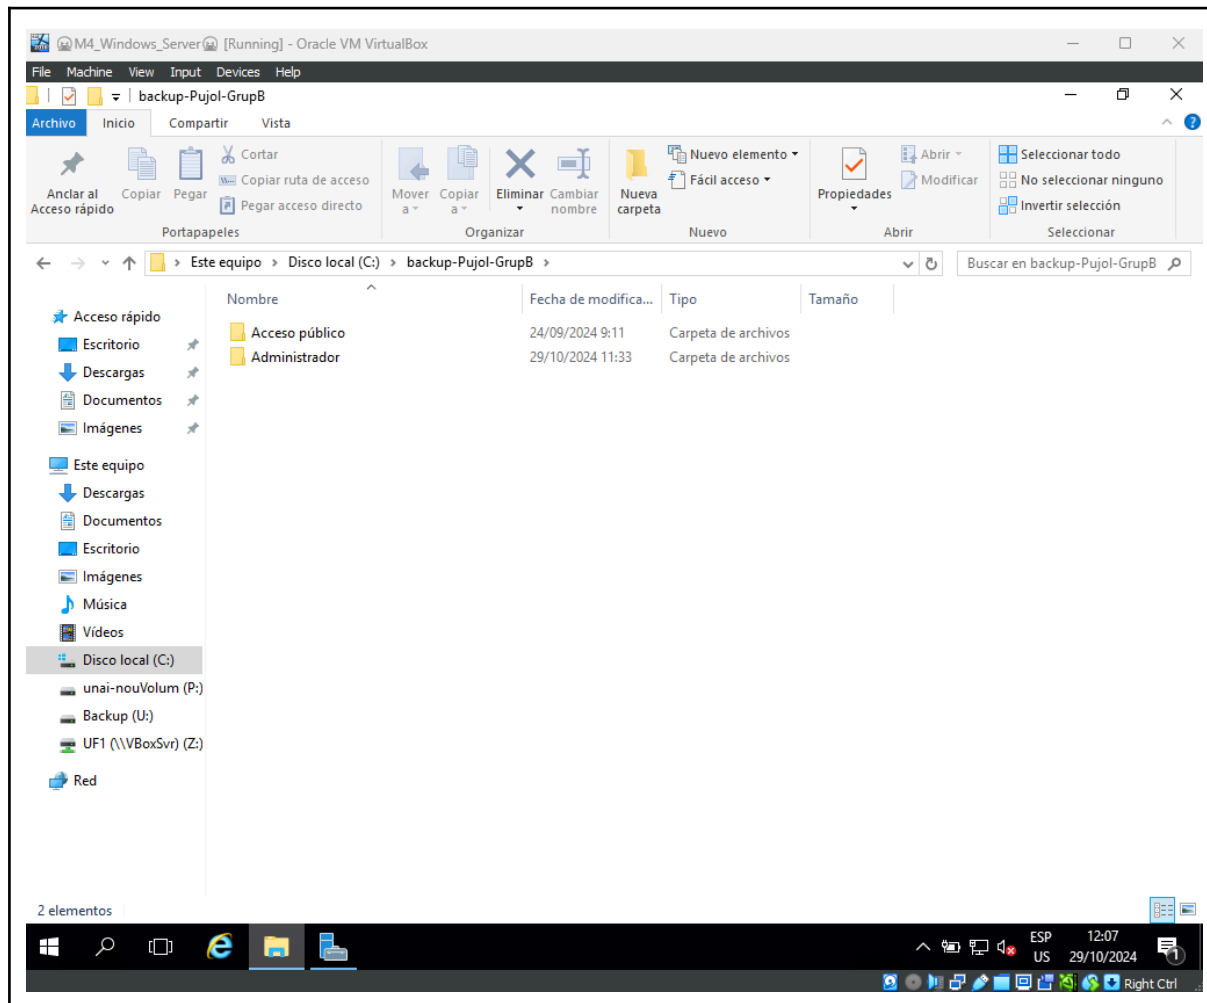 M4_Windows_Server [Running] - Oracle VM VirtualBox
File Machine View Input Devices Help
backup-Pujol-GrupB
Archivo Inicio Compartir Vista
Anclar al Acceso rápido
Copiar
Pegar
Cortar
Copiar ruta de acceso
Pegar acceso directo
Portapapeles
Mover a
Copiar a
Eliminar
Cambiar nombre
Organizar
Nueva carpeta
Nuevo elemento
Fácil acceso
Nuevo
Propiedades
Abrir
Modificar
Abrir
Seleccionar todo
No seleccionar ninguno
Invertir selección
Seleccionar
Este equipo > Disco local (C:) > backup-Pujol-GrupB >
Buscar en backup-Pujol-GrupB
Nombre Fecha de modifica... Tipo Tamaño
Acceso público 24/09/2024 9:11 Carpeta de archivos
Administrador 29/10/2024 11:33 Carpeta de archivos
Acceso rápido
Escritorio
Descargas
Documentos
Imágenes
Este equipo
Descargas
Documentos
Escritorio
Imágenes
Música
Vídeos
Disco local (C:)
unai-nouVolum (P:)
Backup (U:)
UF1 (\\VBoxSvr) (Z:)
Red
2 elementos
ESP 12:07
US 29/10/2024
1
Right Ctrl